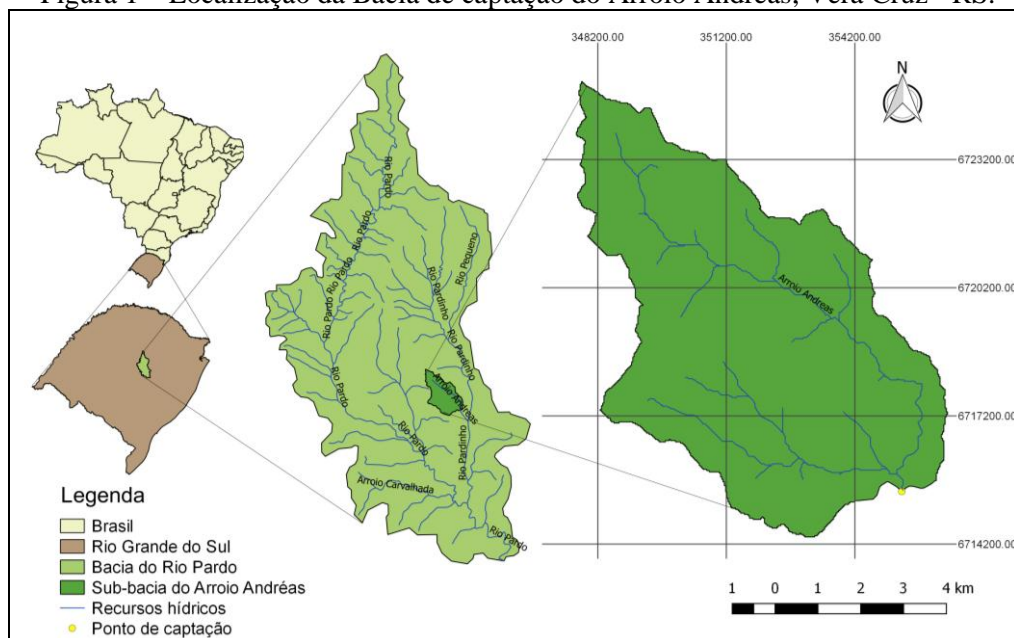 Figura 1 – Localização da Bacia de captação do Arroio Andréas, Vera Cruz - RS.
348200.00 351200.00 354200.00
N
6723200.00
6720200.00
6717200.00
6714200.00
Rio Pardo
Rio Pardo
Rio Pardo
Rio Pardo
Rio Pequeno
Rio Pardinho
Rio Pardinho
Rio Pardo
Arroio Andreas
Rio Pardo
Rio Pardinho
Arroio Carvalhada
Rio Pardo
Arroio Andreas
Legenda
Brasil
Rio Grande do Sul
Bacia do Rio Pardo
Sub-bacia do Arroio Andréas
Recursos hídricos
Ponto de captação
1 0 1 2 3 4 km